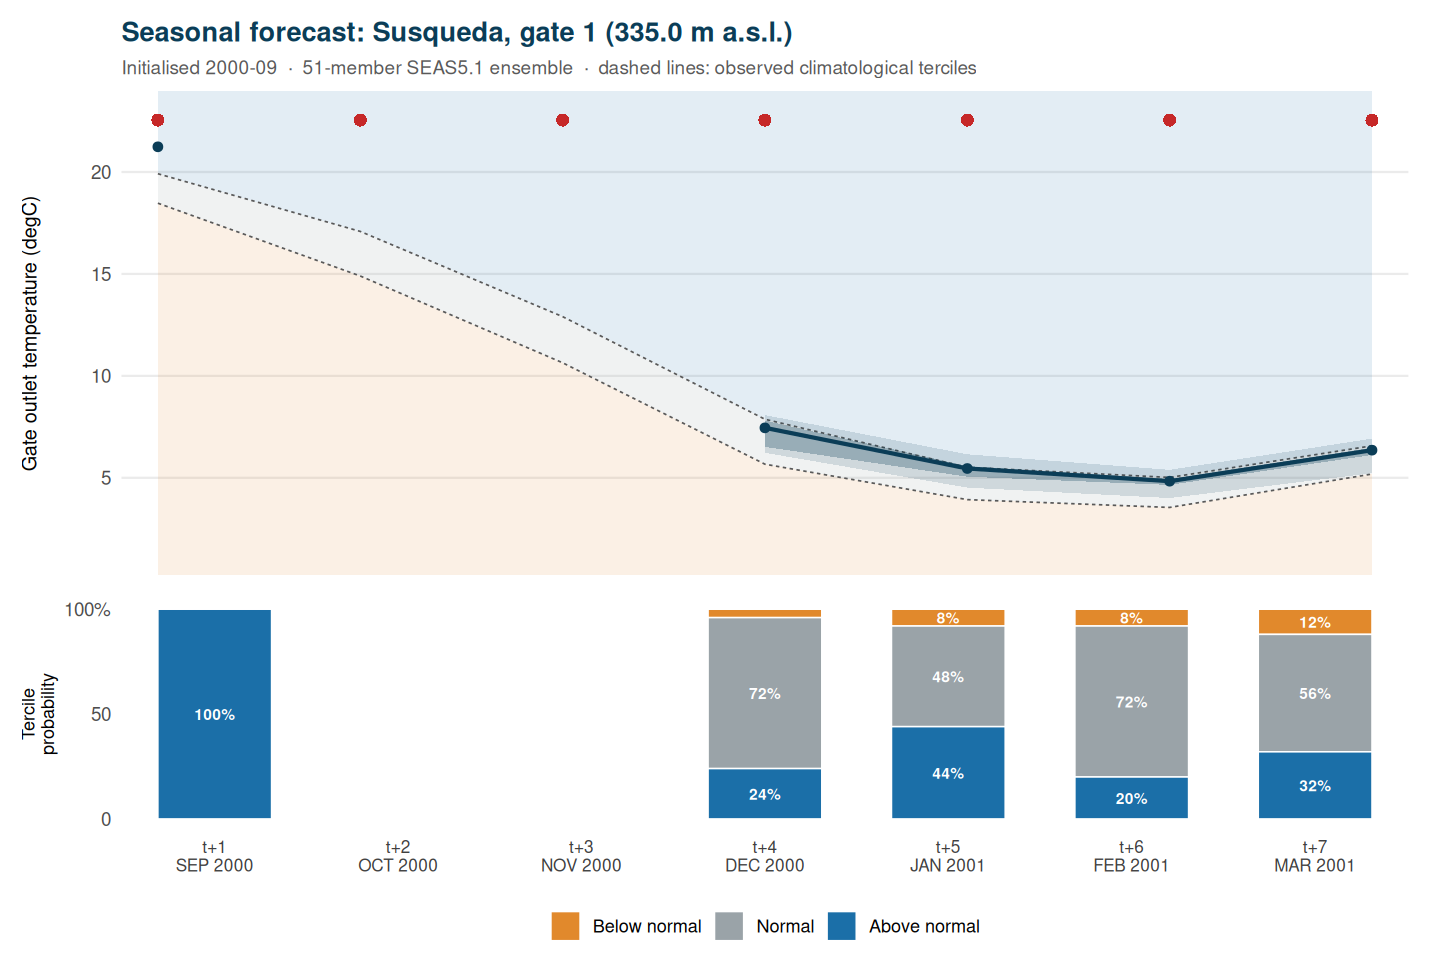 Seasonal forecast: Susqueda, gate 1 (335.0 m a.s.l.)
Initialised 2000-09 · 51-member SEAS5.1 ensemble · dashed lines: observed climatological terciles
Gate outlet temperature (degC)
20
15
10
5
Tercile
probability
100%
50
0
100%
72%
24%
8%
48%
44%
8%
72%
20%
12%
56%
32%
t+1
SEP 2000
t+2
OCT 2000
t+3
NOV 2000
t+4
DEC 2000
t+5
JAN 2001
t+6
FEB 2001
t+7
MAR 2001
Below normal
Normal
Above normal